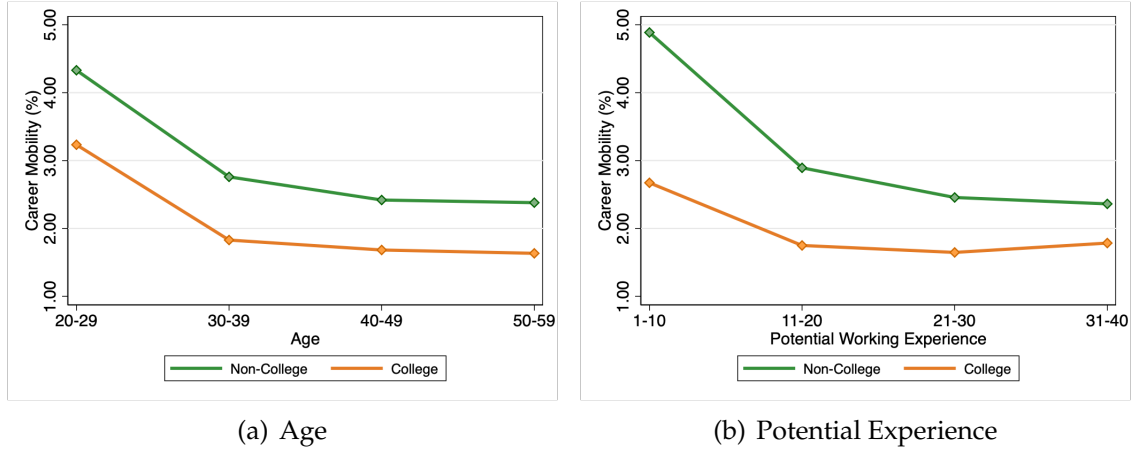 5.00
4.00
3.00
2.00
1.00
Career Mobility (%)
20-29 30-39 40-49 50-59
Age
Non-College College
(a) Age
5.00
4.00
3.00
2.00
1.00
Career Mobility (%)
1-10 11-20 21-30 31-40
Potential Working Experience
Non-College College
(b) Potential Experience